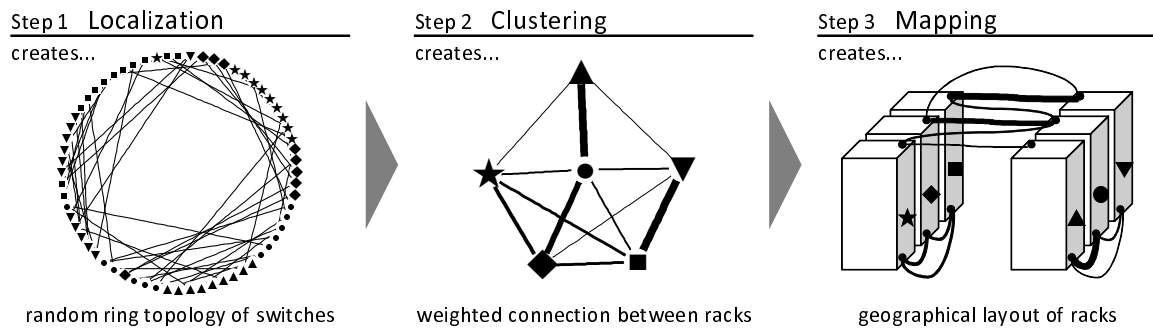 Step 1 Localization
creates...
random ring topology of switches
Step 2 Clustering
creates...
weighted connection between racks
Step 3 Mapping
creates...
geographical layout of racks